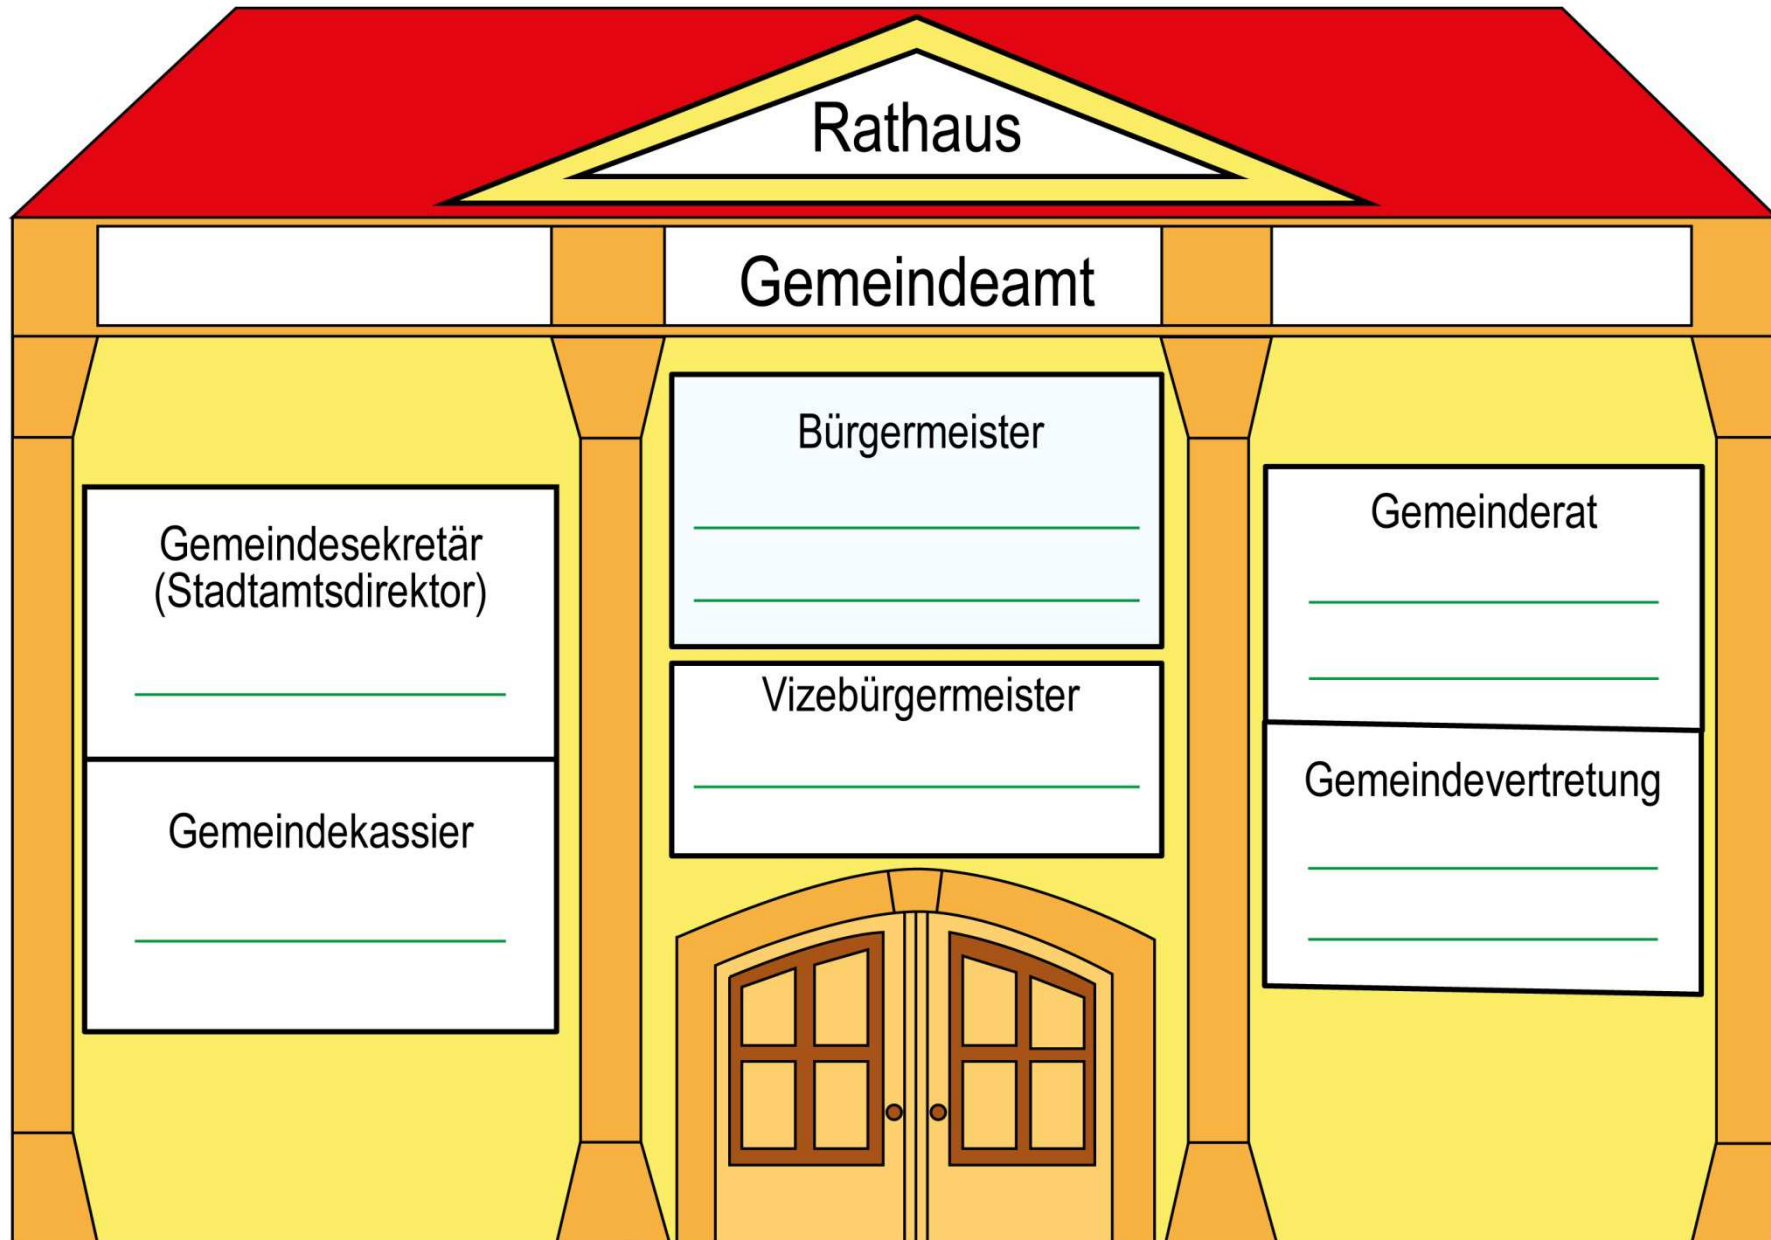 Rathaus
Gemeindeamt
Bürgermeister
Vizebürgermeister
Gemeindesekretär
(Stadtamtsdirektor)
Gemeindekassier
Gemeinderat
Gemeindevertretung